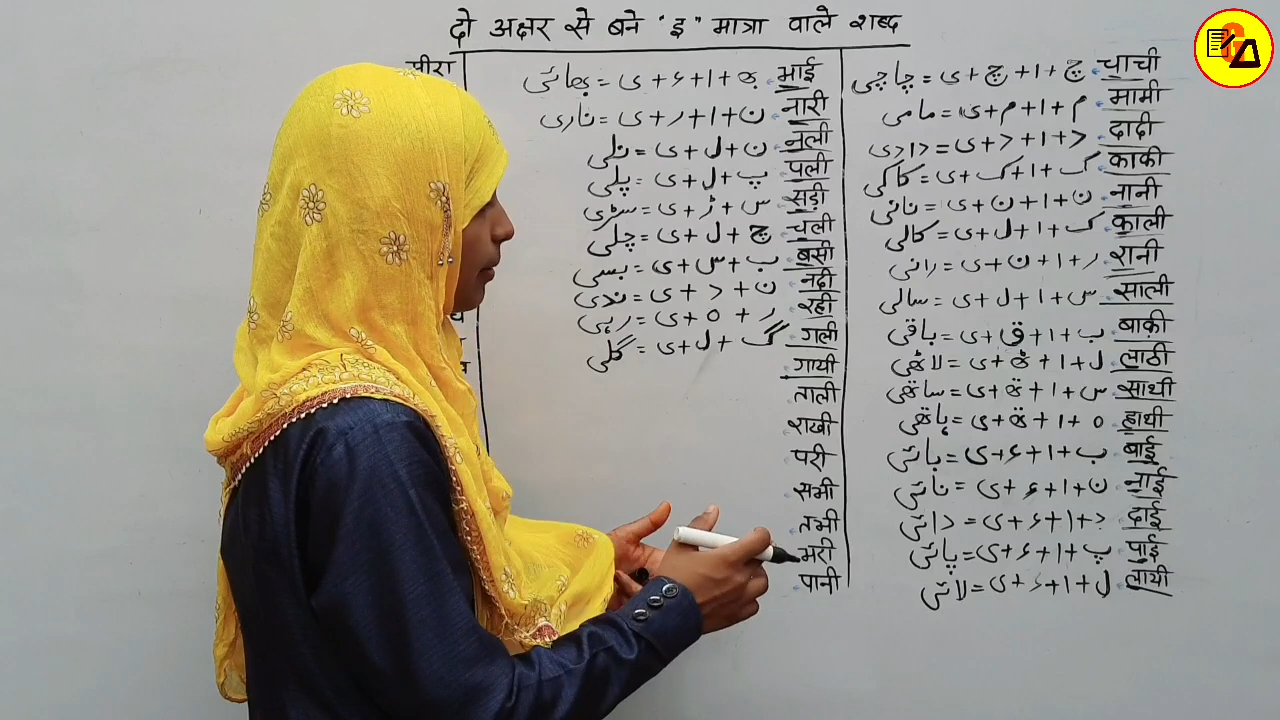 दो अक्षर से बने "इ" मात्रा वाले शब्द
चाची چ + ا + چ + ی = چاچی
मामी م + ا + م + ی = مامی
दादी د + ا + د + ی = دادی
काकी ک + ا + ک + ی = کاکی
नानी ن + ا + ن + ی = نانی
काली ک + ا + ل + ی = کالی
रानी ر + ا + ن + ی = رانی
साली س + ا + ل + ی = سالی
बाकी ب + ا + ق + ی = باقی
लाठी ل + ا + ٹھ + ی = لاٹھی
साथी س + ا + تھ + ی = ساتھی
हाथी ہ + ا + تھ + ی = ہاتھی
बाई ب + ا + ء + ی = بائی
नाई ن + ا + ء + ی = نائی
दाई د + ا + ء + ی = دائی
पाई پ + ا + ء + ی = پائی
लायी ل + ا + ء + ی = لائی
भाई بھ + ا + ء + ی = بھائی
नारी ن + ا + ر + ی = ناری
नली ن + ل + ی = نلی
पली پ + ل + ی = پلی
सड़ी س + ڑ + ی = سڑی
चली چ + ل + ی = چلی
बसी ب + س + ی = بسی
नदी ن + د + ی = ندی
रही ر + ہ + ی = رہی
गली گ + ل + ی = گلی
गायी
ताली
राखी
परी
सभी
तभी
भरी
पानी
मीरा